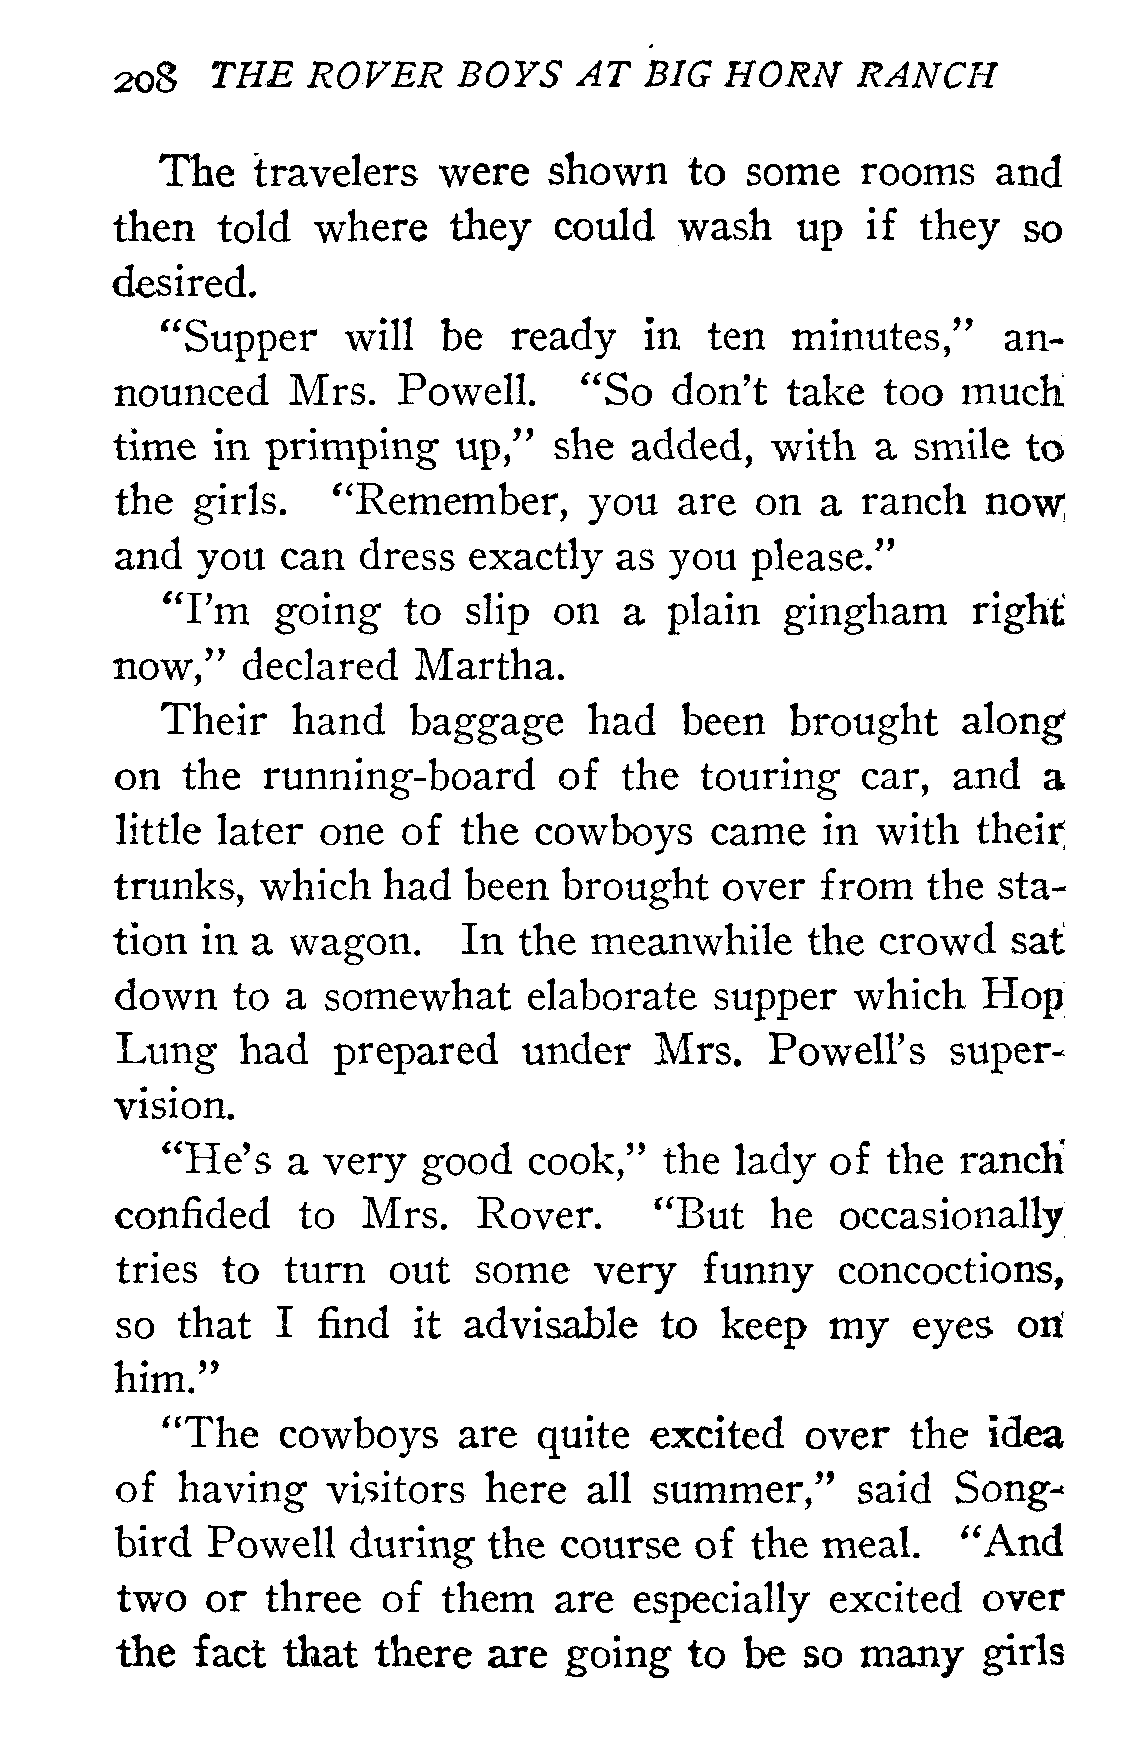 208 THE ROVER BOYS AT BIG HORN RANCH
The travelers were shown to some rooms and
then told where they could wash up if they so
desired.
"Supper will be ready in ten minutes," an-
nounced Mrs. Powell. "So don't take too much
time in primping up," she added, with a smile to
the girls. "Remember, you are on a ranch now
and you can dress exactly as you please."
"I'm going to slip on a plain gingham right
now," declared Martha.
Their hand baggage had been brought along
on the running-board of the touring car, and a
little later one of the cowboys came in with their
trunks, which had been brought over from the sta-
tion in a wagon. In the meanwhile the crowd sat
down to a somewhat elaborate supper which Hop
Lung had prepared under Mrs. Powell's super-
vision.
"He's a very good cook," the lady of the ranch
confided to Mrs. Rover. "But he occasionally
tries to turn out some very funny concoctions,
so that I find it advisable to keep my eyes on
him."
"The cowboys are quite excited over the idea
of having visitors here all summer," said Song-
bird Powell during the course of the meal. "And
two or three of them are especially excited over
the fact that there are going to be so many girls